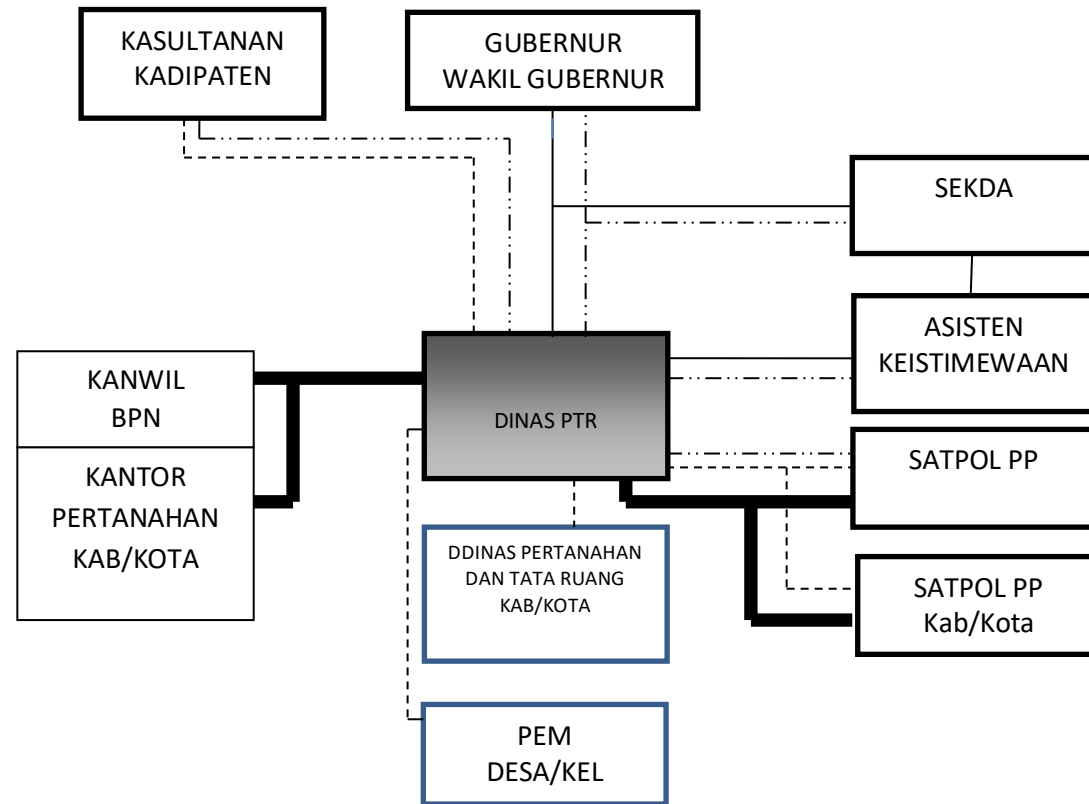 KASULTANAN
KADIPATEN
GUBERNUR
WAKIL GUBERNUR
SEKDA
ASISTEN
KEISTIMEWAAN
KANWIL
BPN
DINAS PTR
KANTOR
PERTANAHAN
KAB/KOTA
SATPOL PP
DDINAS PERTANAHAN
DAN TATA RUANG
KAB/KOTA
SATPOL PP
Kab/Kota
PEM
DESA/KEL